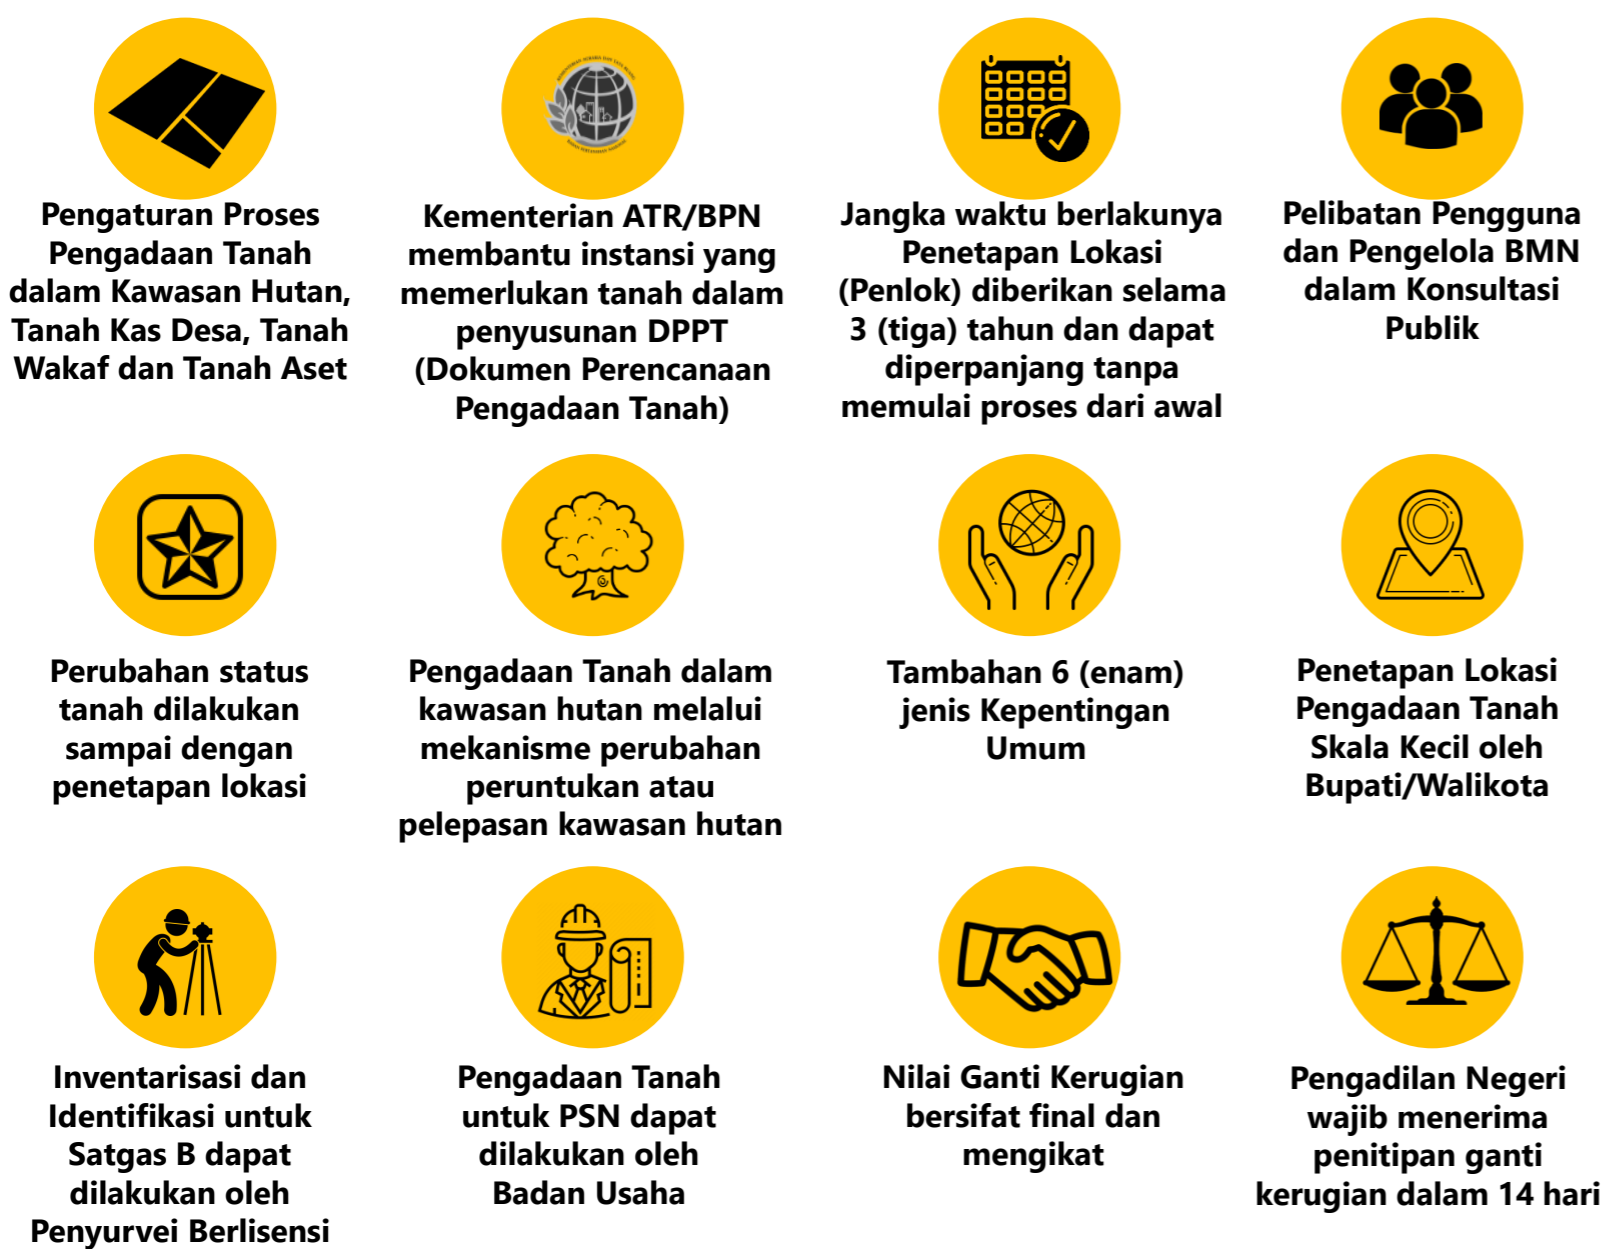 Pengaturan Proses
Pengadaan Tanah
dalam Kawasan Hutan,
Tanah Kas Desa, Tanah
Wakaf dan Tanah Aset
Kementerian ATR/BPN
membantu instansi yang
memerlukan tanah dalam
penyusunan DPPT
(Dokumen Perencanaan
Pengadaan Tanah)
Jangka waktu berlakunya
Penetapan Lokasi
(Penlok) diberikan selama
3 (tiga) tahun dan dapat
diperpanjang tanpa
memulai proses dari awal
Pelibatan Pengguna
dan Pengelola BMN
dalam Konsultasi
Publik
Perubahan status
tanah dilakukan
sampai dengan
penetapan lokasi
Pengadaan Tanah dalam
kawasan hutan melalui
mekanisme perubahan
peruntukan atau
pelepasan kawasan hutan
Tambahan 6 (enam)
jenis Kepentingan
Umum
Penetapan Lokasi
Pengadaan Tanah
Skala Kecil oleh
Bupati/Walikota
Inventarisasi dan
Identifikasi untuk
Satgas B dapat
dilakukan oleh
Penyurvei Berlisensi
Pengadaan Tanah
untuk PSN dapat
dilakukan oleh
Badan Usaha
Nilai Ganti Kerugian
bersifat final dan
mengikat
Pengadilan Negeri
wajib menerima
penitipan ganti
kerugian dalam 14 hari